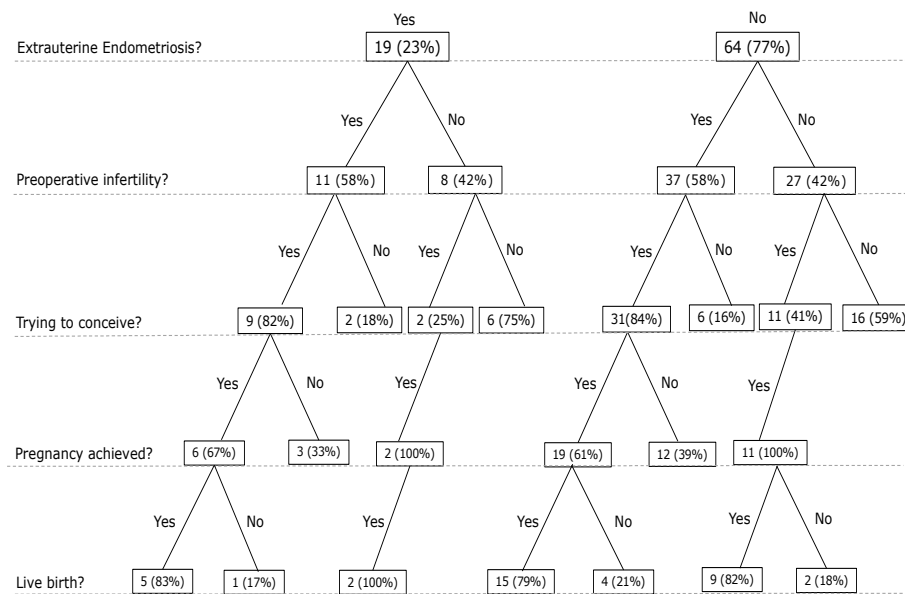 Yes No
Extrauterine Endometriosis? 19 (23%) 64 (77%)
Yes No Yes No
Preoperative infertility? 11 (58%) 8 (42%) 37 (58%) 27 (42%)
Yes No Yes No Yes No Yes No
Trying to conceive? 9 (82%) 2 (18%) 2 (25%) 6 (75%) 31(84%) 6 (16%) 11 (41%) 16 (59%)
Yes No Yes Yes No Yes
Pregnancy achieved? 6 (67%) 3 (33%) 2 (100%) 19 (61%) 12 (39%) 11 (100%)
Yes No Yes Yes No Yes No
Live birth? 5 (83%) 1 (17%) 2 (100%) 15 (79%) 4 (21%) 9 (82%) 2 (18%)